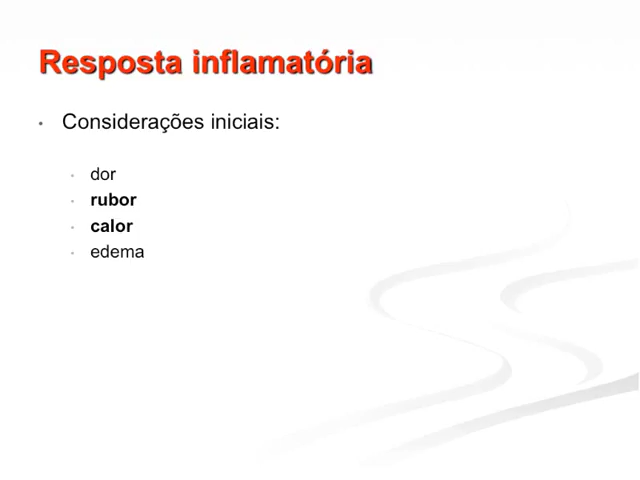 Resposta inflamatória
• Considerações iniciais:
• dor
• rubor
• calor
• edema